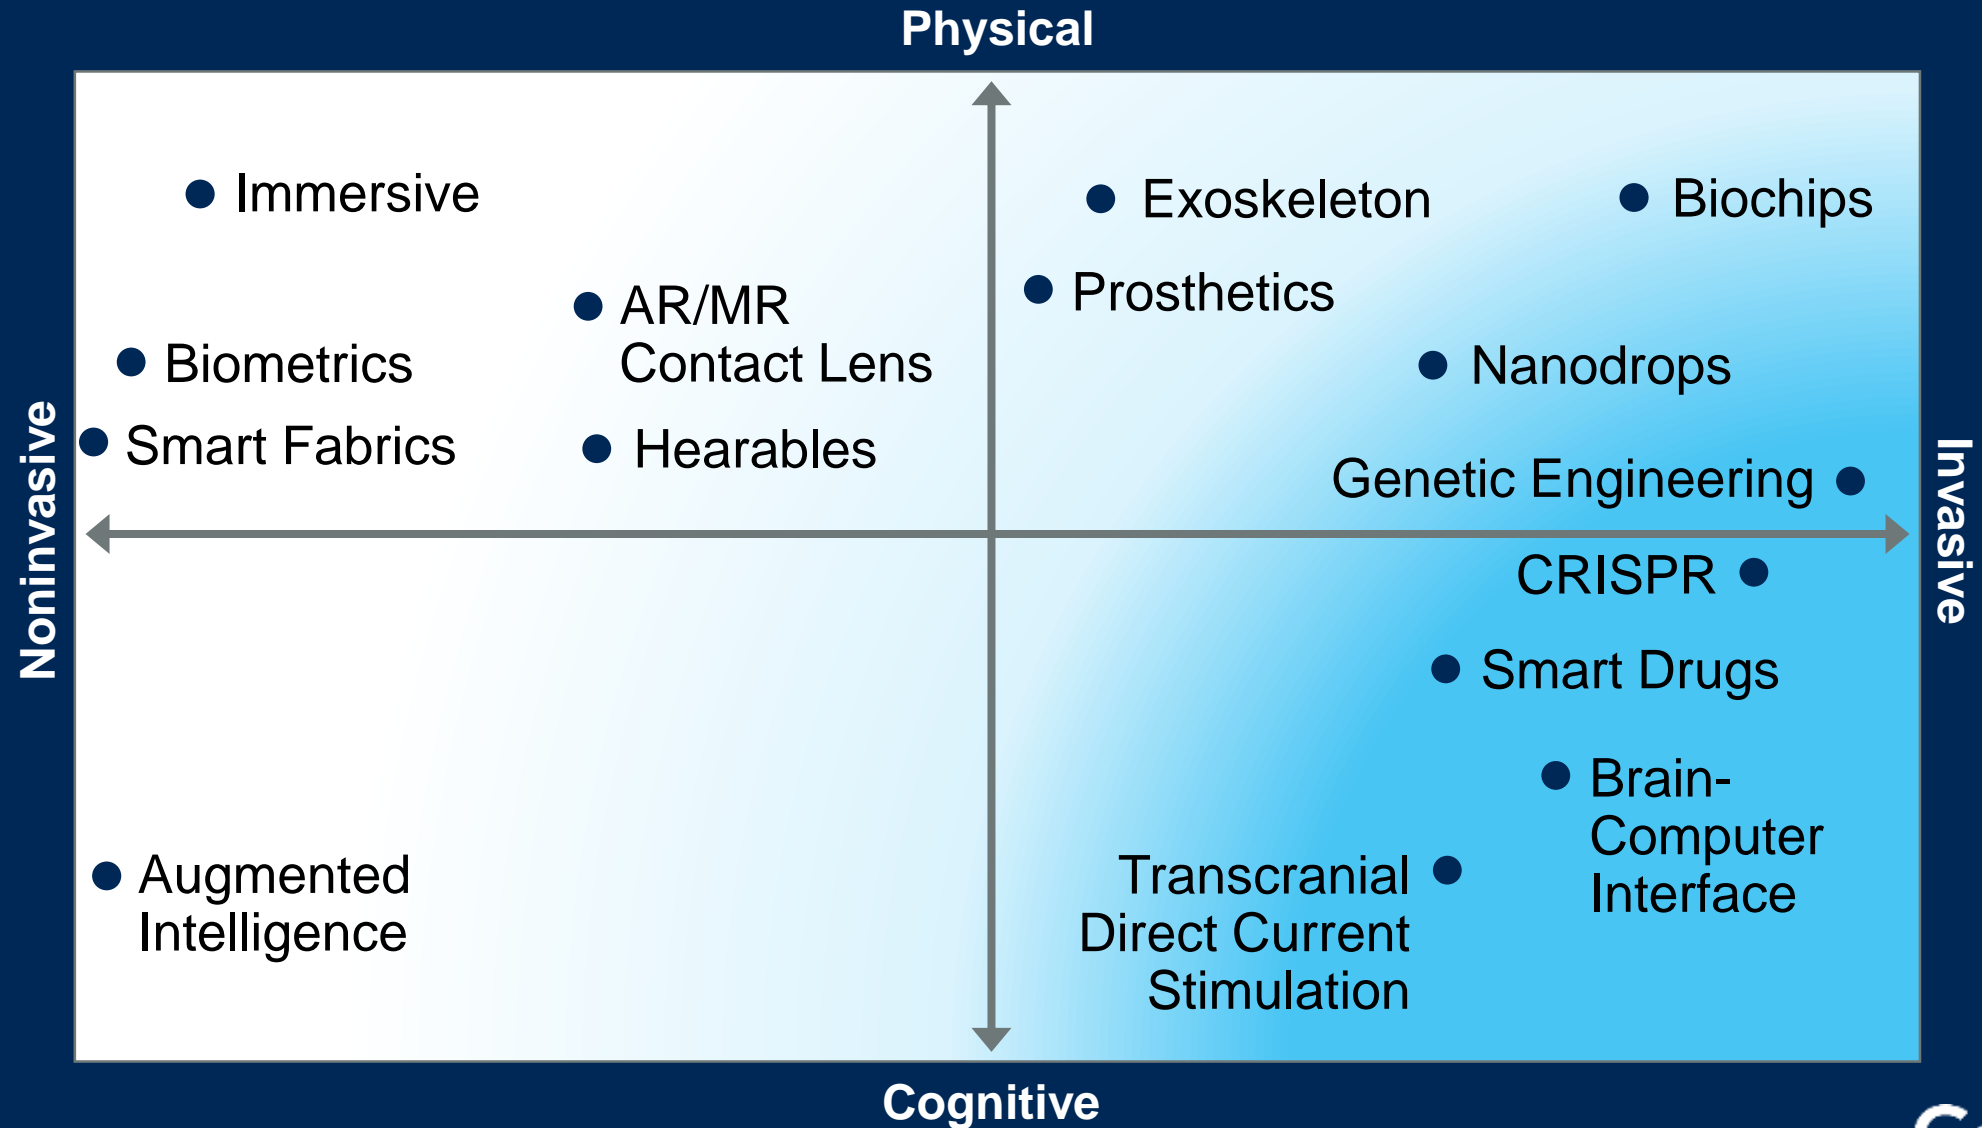 Physical
Immersive
Exoskeleton
Biochips
AR/MR
Contact Lens
Prosthetics
Biometrics
Nanodrops
Smart Fabrics
Hearables
Genetic Engineering
Noninvasive
Invasive
CRISPR
Smart Drugs
Brain-
Computer
Interface
Augmented
Intelligence
Transcranial
Direct Current
Stimulation
Cognitive